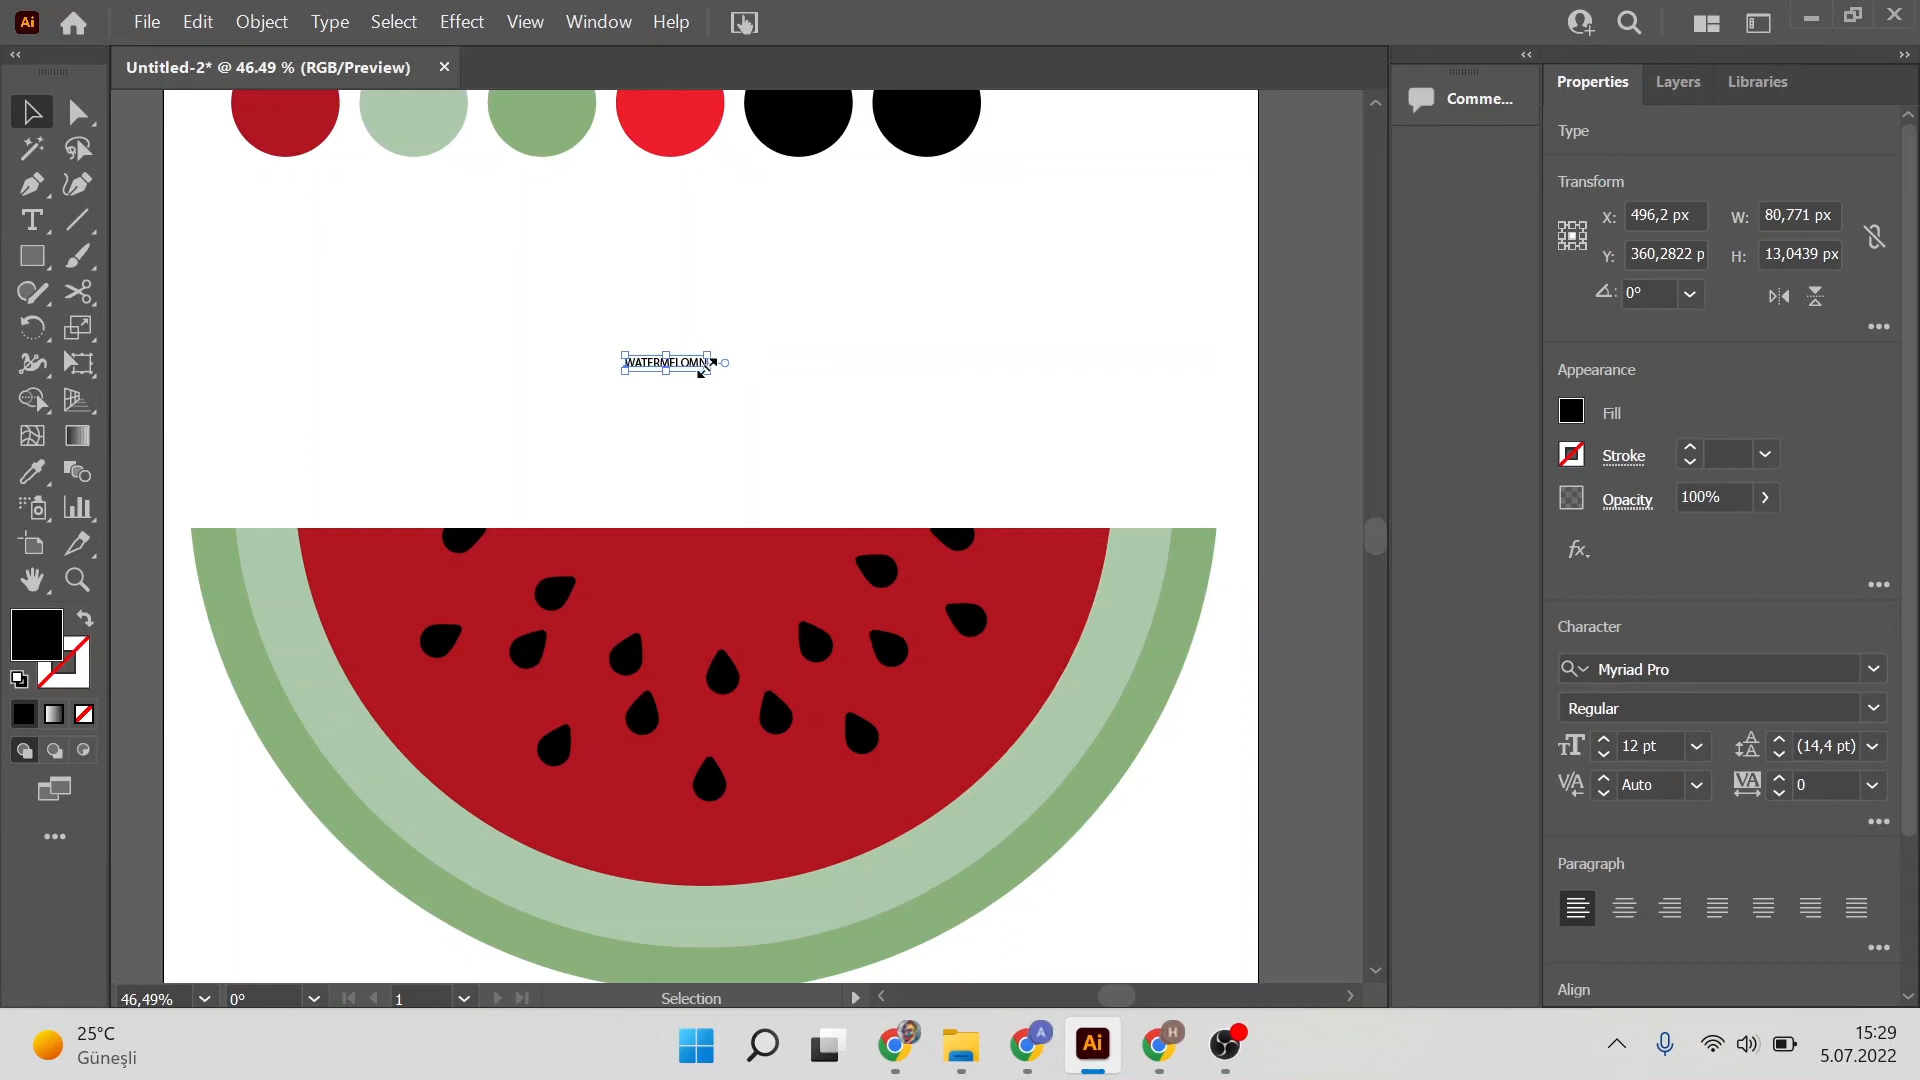 Ai File Edit Object Type Select Effect View Window Help
Untitled-2* @ 46.49 % (RGB/Preview)
Comme...
Properties Layers Libraries
Type
Transform
X: 496,2 px W: 80,771 px
Y: 360,2822 p H: 13,0439 px
0°
Appearance
Fill
Stroke
Opacity 100%
fx.
Character
Myriad Pro
Regular
12 pt (14,4 pt)
Auto 0
Paragraph
Align
WATERMELOMN
46,49% 0° 1 Selection
25°C
Güneşli
A Ai H
15:29
5.07.2022